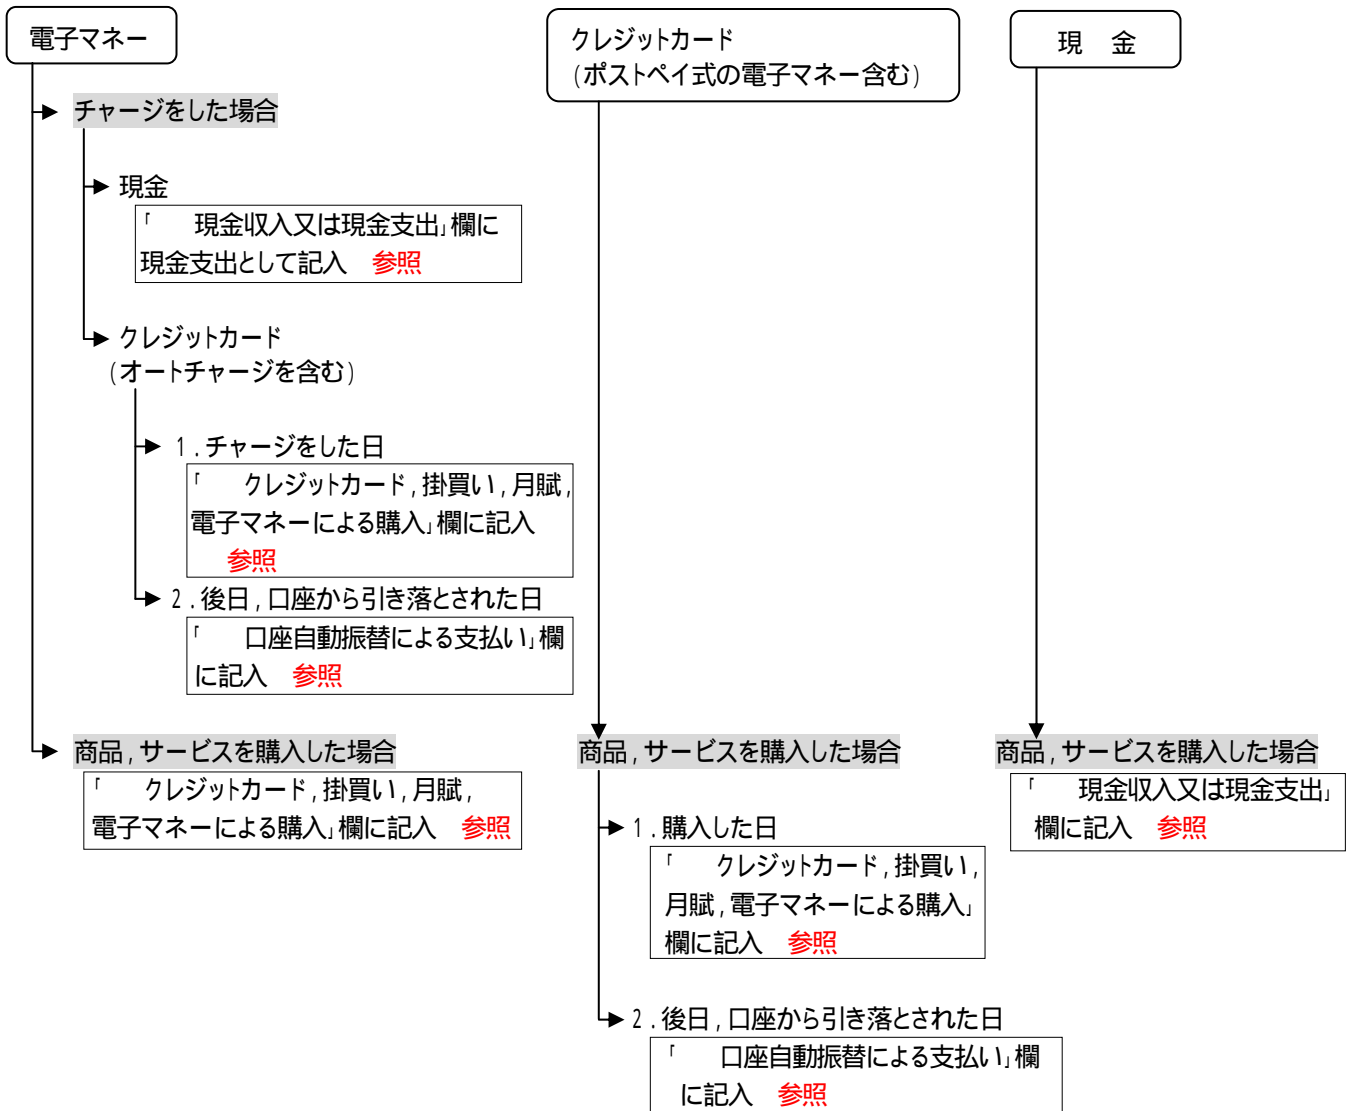 電子マネー
チャージをした場合
現金
「　現金収入又は現金支出」欄に
現金支出として記入　参照
クレジットカード
(オートチャージを含む)
1.チャージをした日
「　クレジットカード,掛買い,月賦,
電子マネーによる購入」欄に記入
参照
2.後日,口座から引き落とされた日
「　口座自動振替による支払い」欄
に記入　参照
商品,サービスを購入した場合
「　クレジットカード,掛買い,月賦,
電子マネーによる購入」欄に記入　参照
クレジットカード
(ポストペイ式の電子マネー含む)
商品,サービスを購入した場合
1.購入した日
「　クレジットカード,掛買い,
月賦,電子マネーによる購入」
欄に記入　参照
2.後日,口座から引き落とされた日
「　口座自動振替による支払い」欄
に記入　参照
現　金
商品,サービスを購入した場合
「　現金収入又は現金支出」
欄に記入　参照